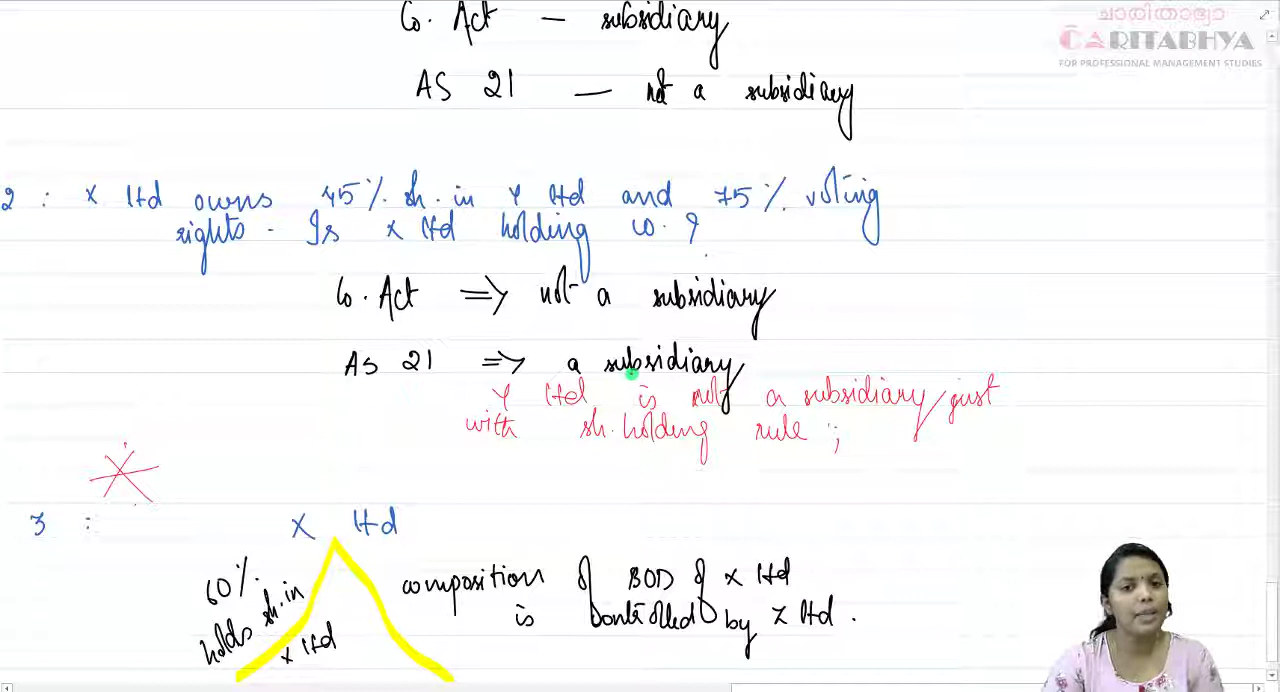 Co. Act — subsidiary
ചാരിതാഭ്യാ
CARITABHYA
FOR PROFESSIONAL MANAGEMENT STUDIES
AS 21 — not a subsidiary
2 : X ltd owns 45% sh. in Y ltd and 75% voting
rights. Is X ltd holding co. ?
Co. Act => not a subsidiary
AS 21 => a subsidiary
Y ltd is not a subsidiary just
with sh. holding rule ;
3 : X ltd
60%
holds sh. in
X ltd
composition of BOD of X ltd
is controlled by Z ltd .